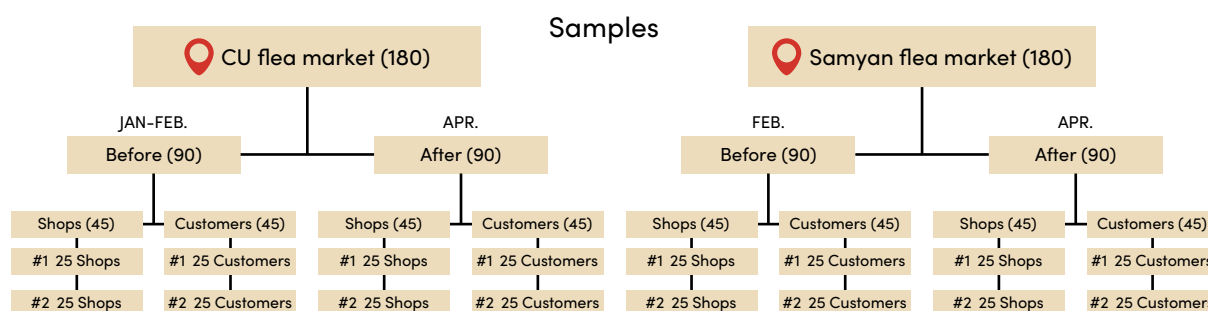 Samples
CU flea market (180)
Samyan flea market (180)
JAN-FEB.
APR.
FEB.
APR.
Before (90)
After (90)
Before (90)
After (90)
Shops (45)
Customers (45)
Shops (45)
Customers (45)
Shops (45)
Customers (45)
Shops (45)
Customers (45)
#1 25 Shops
#1 25 Customers
#1 25 Shops
#1 25 Customers
#1 25 Shops
#1 25 Customers
#1 25 Shops
#1 25 Customers
#2 25 Shops
#2 25 Customers
#2 25 Shops
#2 25 Customers
#2 25 Shops
#2 25 Customers
#2 25 Shops
#2 25 Customers